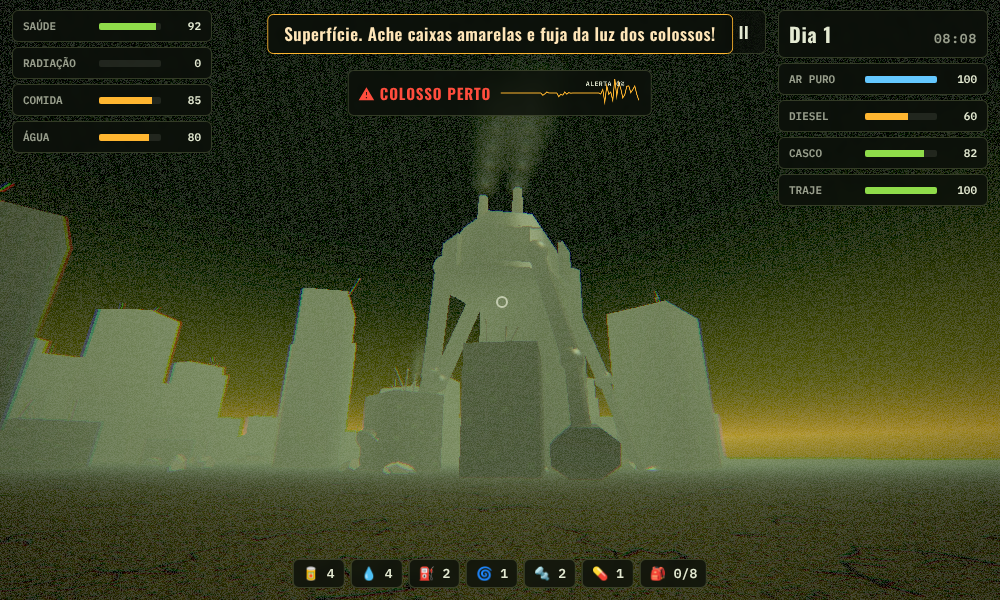 SAÚDE 92
RADIAÇÃO 0
COMIDA 85
ÁGUA 80
Superfície. Ache caixas amarelas e fuja da luz dos colossos!
COLOSSO PERTO
Dia 1 08:08
AR PURO 100
DIESEL 60
CASCO 82
TRAJE 100
4 4 2 1 2 1 0/8